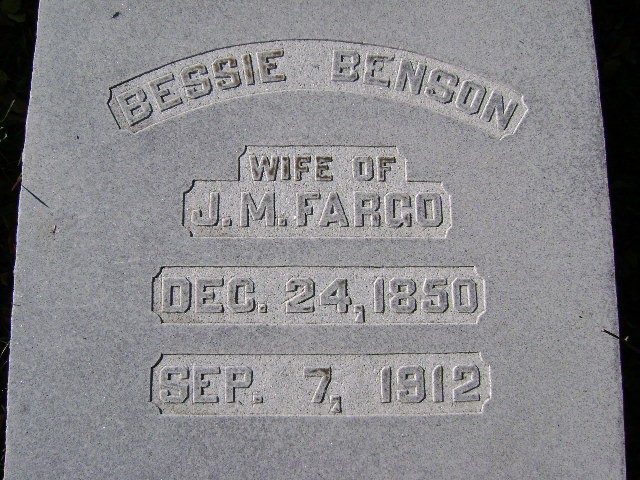 BESSIE BENSON
WIFE OF
J.M.FARGO
DEC. 24, 1850
SEP. 7, 1912